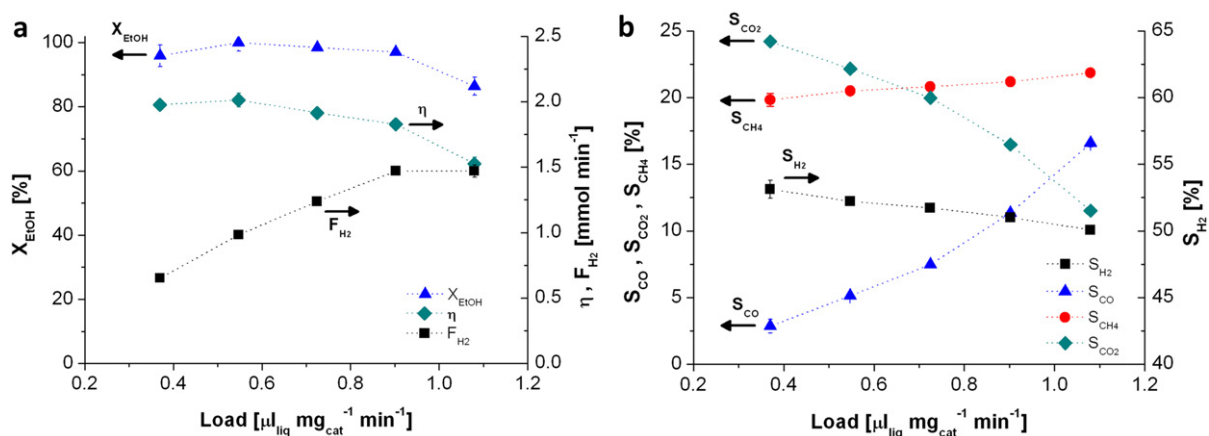 a
X_EtOH
η
F_H2
X_EtOH
η
F_H2
X_EtOH [%]
100
80
60
40
20
0
η , F_H2 [mmol min⁻¹]
2.5
2.0
1.5
1.0
0.5
0.0
0.2 0.4 0.6 0.8 1.0 1.2
Load [µl_liq mg_cat⁻¹ min⁻¹]
b
S_CO2
S_CH4
S_H2
S_CO
S_H2
S_CO
S_CH4
S_CO2
S_CO , S_CO2 , S_CH4 [%]
25
20
15
10
5
0
S_H2 [%]
65
60
55
50
45
40
0.2 0.4 0.6 0.8 1.0 1.2
Load [µl_liq mg_cat⁻¹ min⁻¹]